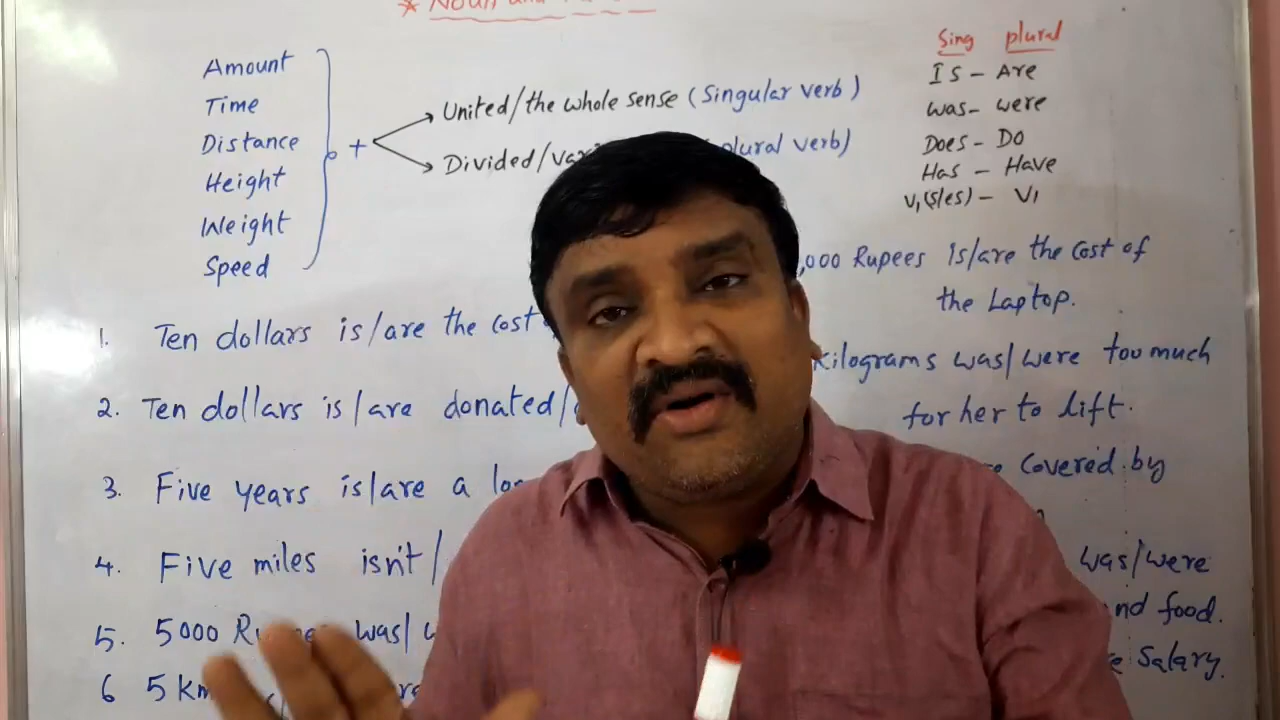 * Noun and
Amount
Time
Distance
Height
Weight
Speed
+
United/the whole sense (Singular verb)
Divided/ plural verb)
Sing plural
Is - Are
was - were
Does - Do
Has - Have
V1(s/es) - V1
1. Ten dollars is/are the cost
2. Ten dollars is/are donated/
3. Five years is/are a
4. Five miles isn't/
5. 5000 was/
6 5 km
,000 Rupees is/are the cost of
the Laptop.
kilograms was/were too much
for her to lift.
covered by
was/were
food.
Salary.